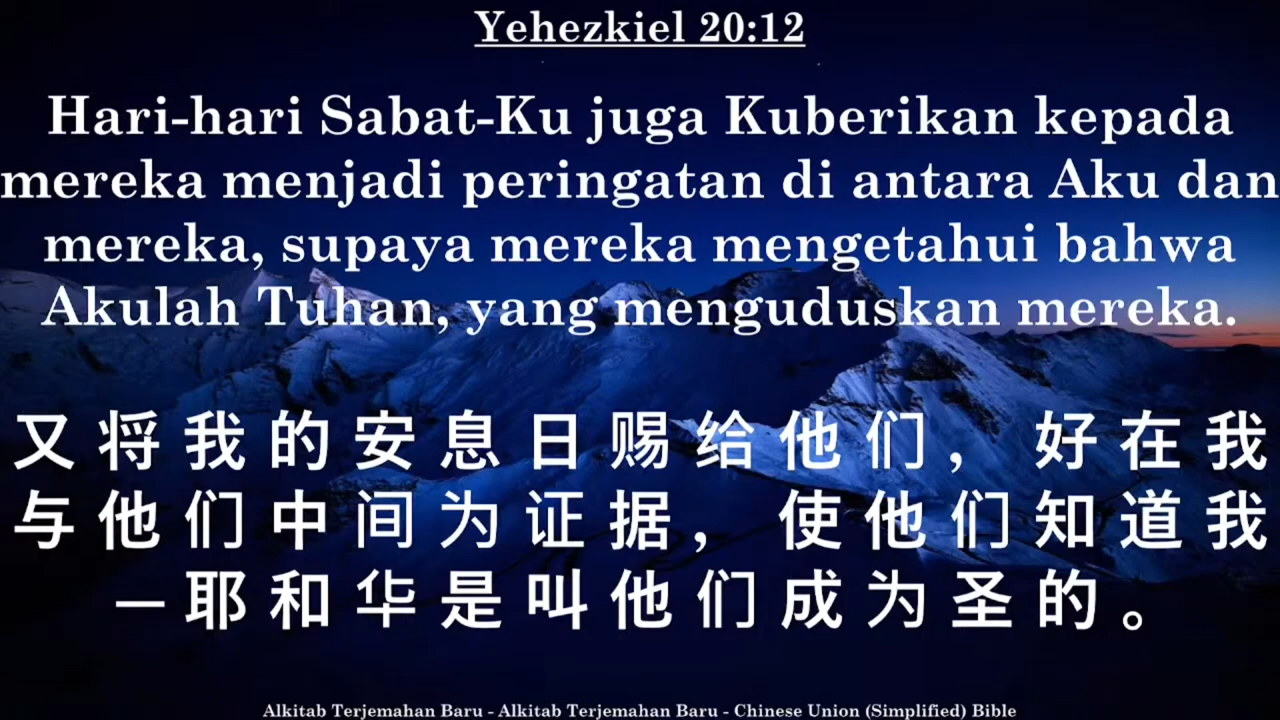 Yehezkiel 20:12
Hari-hari Sabat-Ku juga Kuberikan kepada
mereka menjadi peringatan di antara Aku dan
mereka, supaya mereka mengetahui bahwa
Akulah Tuhan, yang menguduskan mereka.
又将我的安息日赐给他们，好在我
与他们中间为证据，使他们知道我
—耶和华是叫他们成为圣的。
Alkitab Terjemahan Baru - Alkitab Terjemahan Baru - Chinese Union (Simplified) Bible